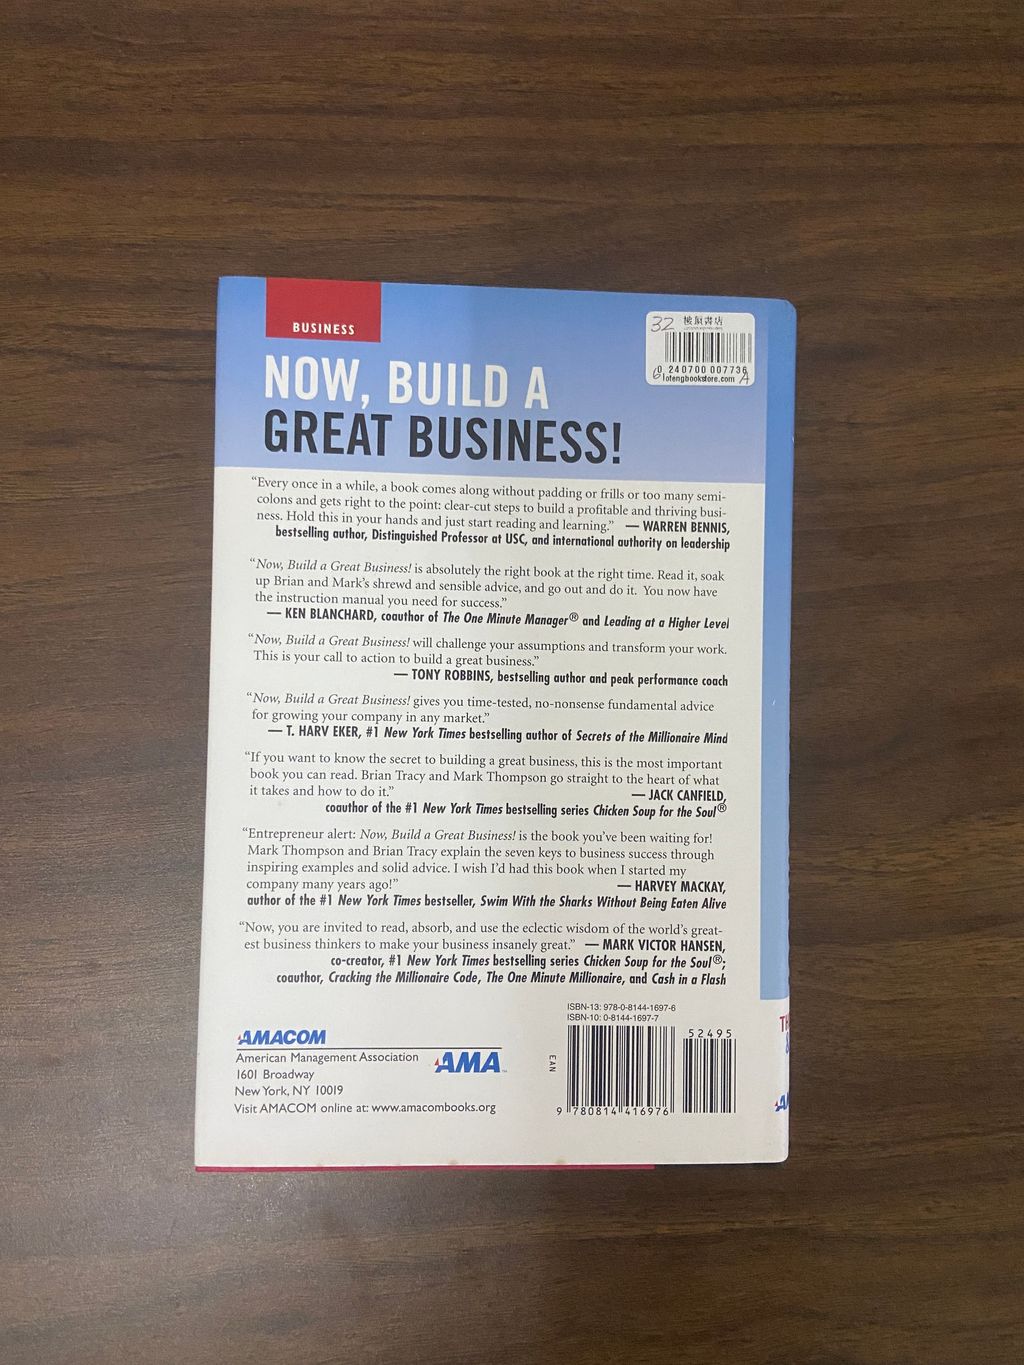 BUSINESS
32
樓頂書店
0 240700 007736
6 lotengbookstore.com A
NOW, BUILD A
GREAT BUSINESS!
“Every once in a while, a book comes along without padding or frills or too many semi-
colons and gets right to the point: clear-cut steps to build a profitable and thriving busi-
ness. Hold this in your hands and just start reading and learning.” — WARREN BENNIS,
bestselling author, Distinguished Professor at USC, and international authority on leadership
“Now, Build a Great Business! is absolutely the right book at the right time. Read it, soak
up Brian and Mark’s shrewd and sensible advice, and go out and do it. You now have
the instruction manual you need for success.”
— KEN BLANCHARD, coauthor of The One Minute Manager® and Leading at a Higher Level
“Now, Build a Great Business! will challenge your assumptions and transform your work.
This is your call to action to build a great business.”
— TONY ROBBINS, bestselling author and peak performance coach
“Now, Build a Great Business! gives you time-tested, no-nonsense fundamental advice
for growing your company in any market.”
— T. HARV EKER, #1 New York Times bestselling author of Secrets of the Millionaire Mind
“If you want to know the secret to building a great business, this is the most important
book you can read. Brian Tracy and Mark Thompson go straight to the heart of what
it takes and how to do it.” — JACK CANFIELD,
coauthor of the #1 New York Times bestselling series Chicken Soup for the Soul®
“Entrepreneur alert: Now, Build a Great Business! is the book you’ve been waiting for!
Mark Thompson and Brian Tracy explain the seven keys to business success through
inspiring examples and solid advice. I wish I’d had this book when I started my
company many years ago!” — HARVEY MACKAY,
author of the #1 New York Times bestseller, Swim With the Sharks Without Being Eaten Alive
“Now, you are invited to read, absorb, and use the eclectic wisdom of the world’s great-
est business thinkers to make your business insanely great.” — MARK VICTOR HANSEN,
co-creator, #1 New York Times bestselling series Chicken Soup for the Soul®;
coauthor, Cracking the Millionaire Code, The One Minute Millionaire, and Cash in a Flash
ISBN-13: 978-0-8144-1697-6
ISBN-10: 0-8144-1697-7
52495
EAN
9 780814 416976
AMACOM
American Management Association
1601 Broadway
New York, NY 10019
Visit AMACOM online at: www.amacombooks.org
AMA™